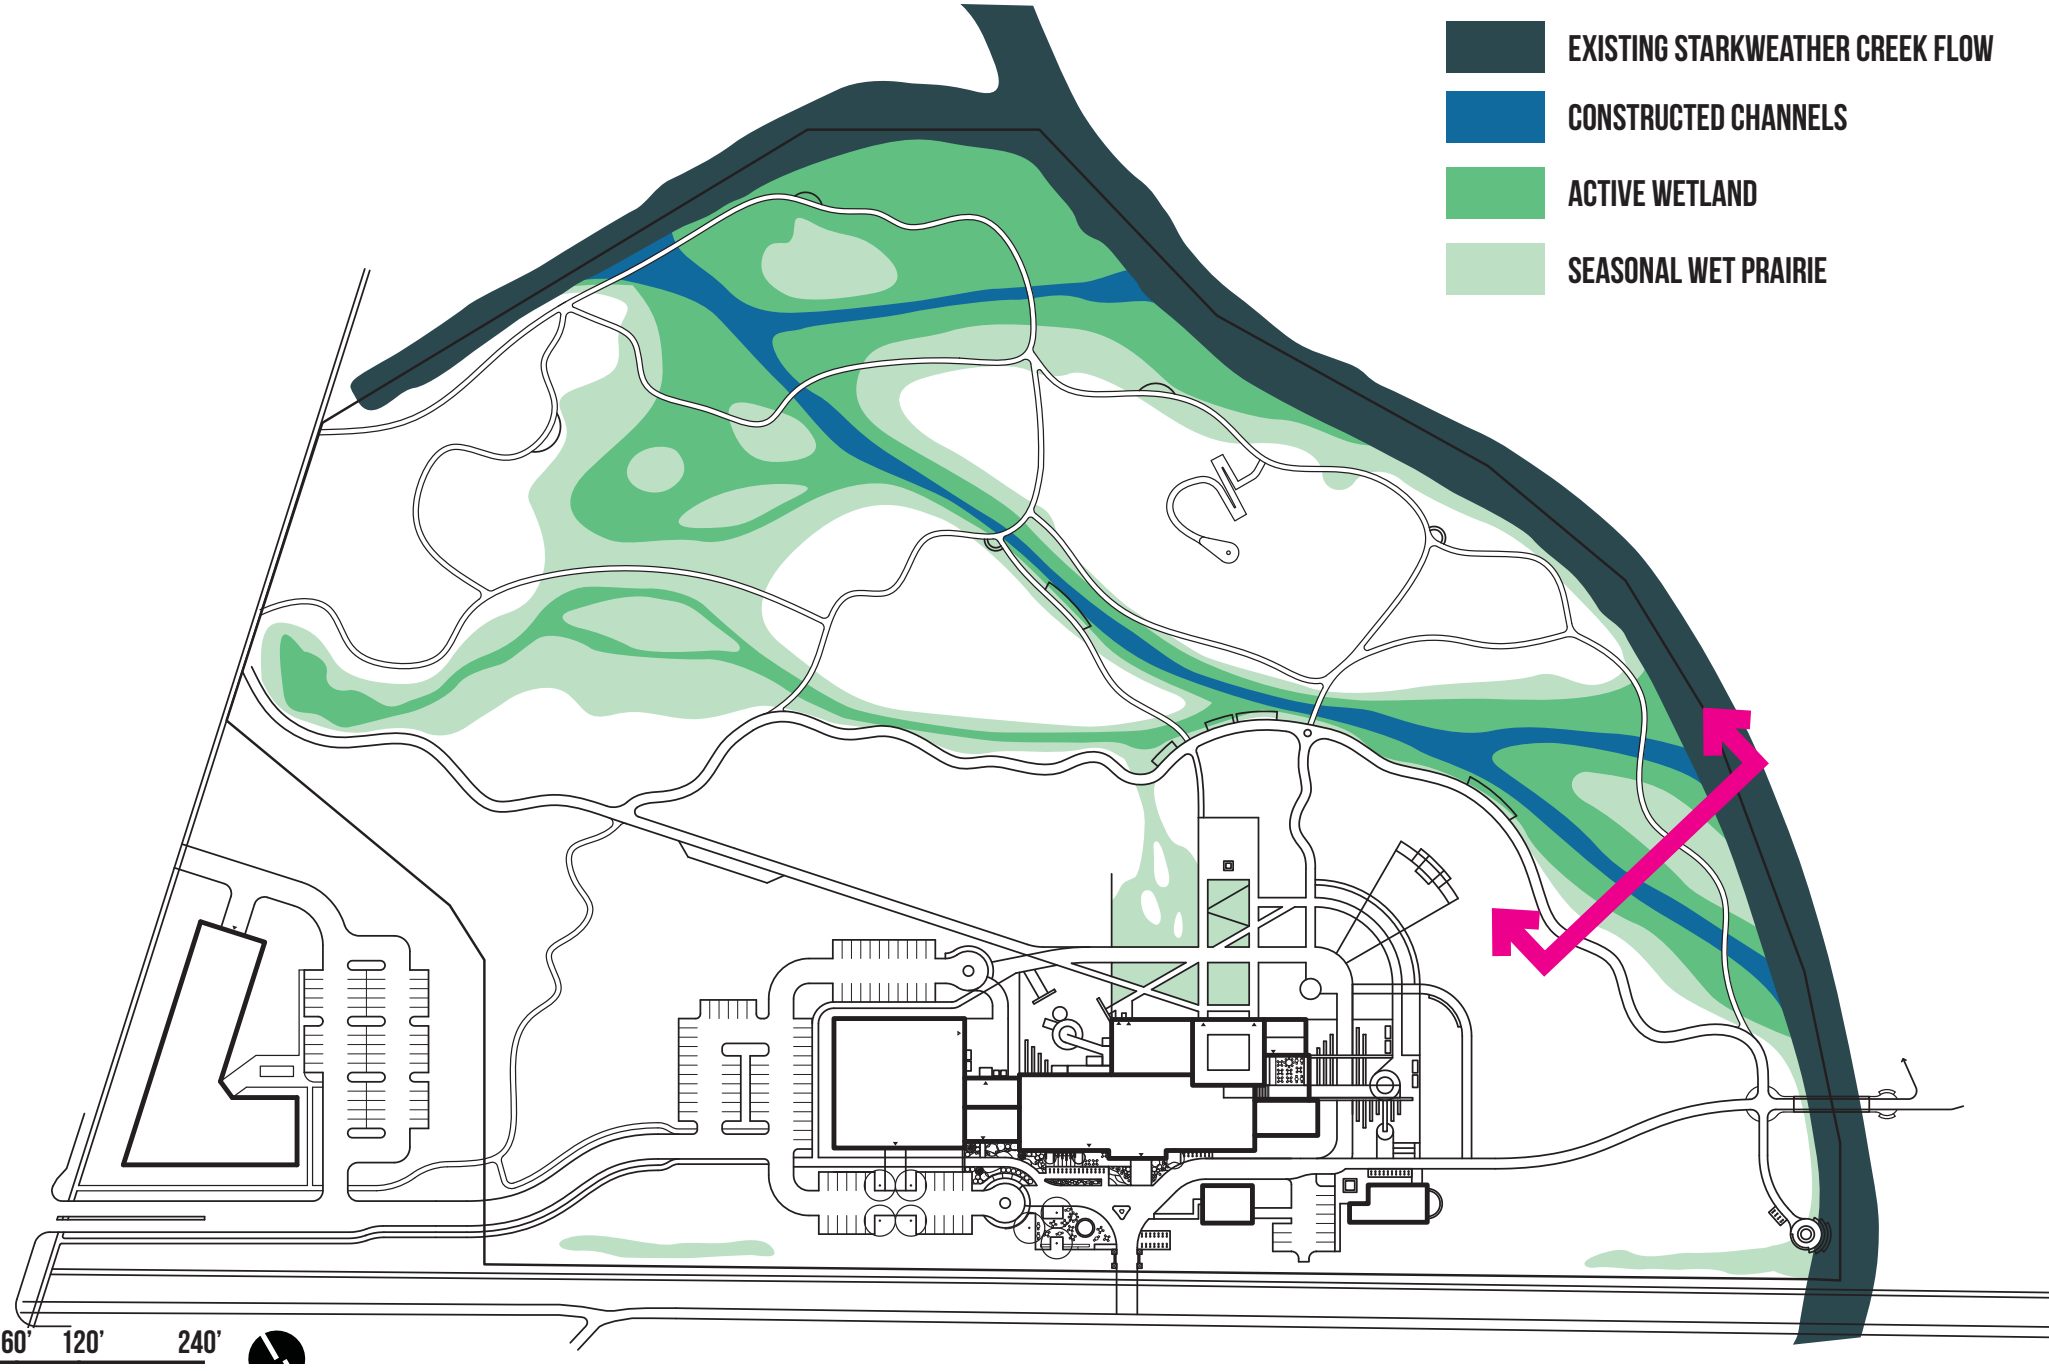 EXISTING STARKWEATHER CREEK FLOW
CONSTRUCTED CHANNELS
ACTIVE WETLAND
SEASONAL WET PRAIRIE
60' 120' 240'